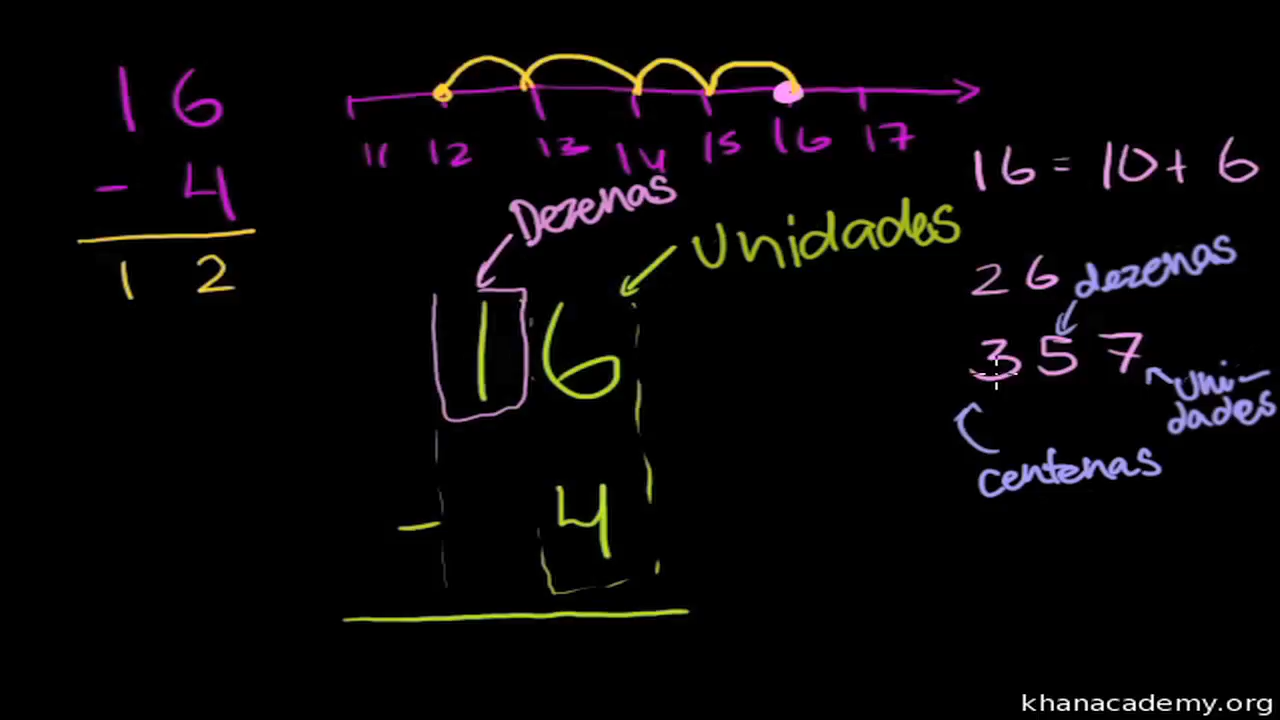 16
- 4
12
11 12 13 14 15 16 17
16 = 10 + 6
Dezenas
Unidades
26
dezenas
357
Uni-
dades
centenas
16
- 4
khanacademy.org